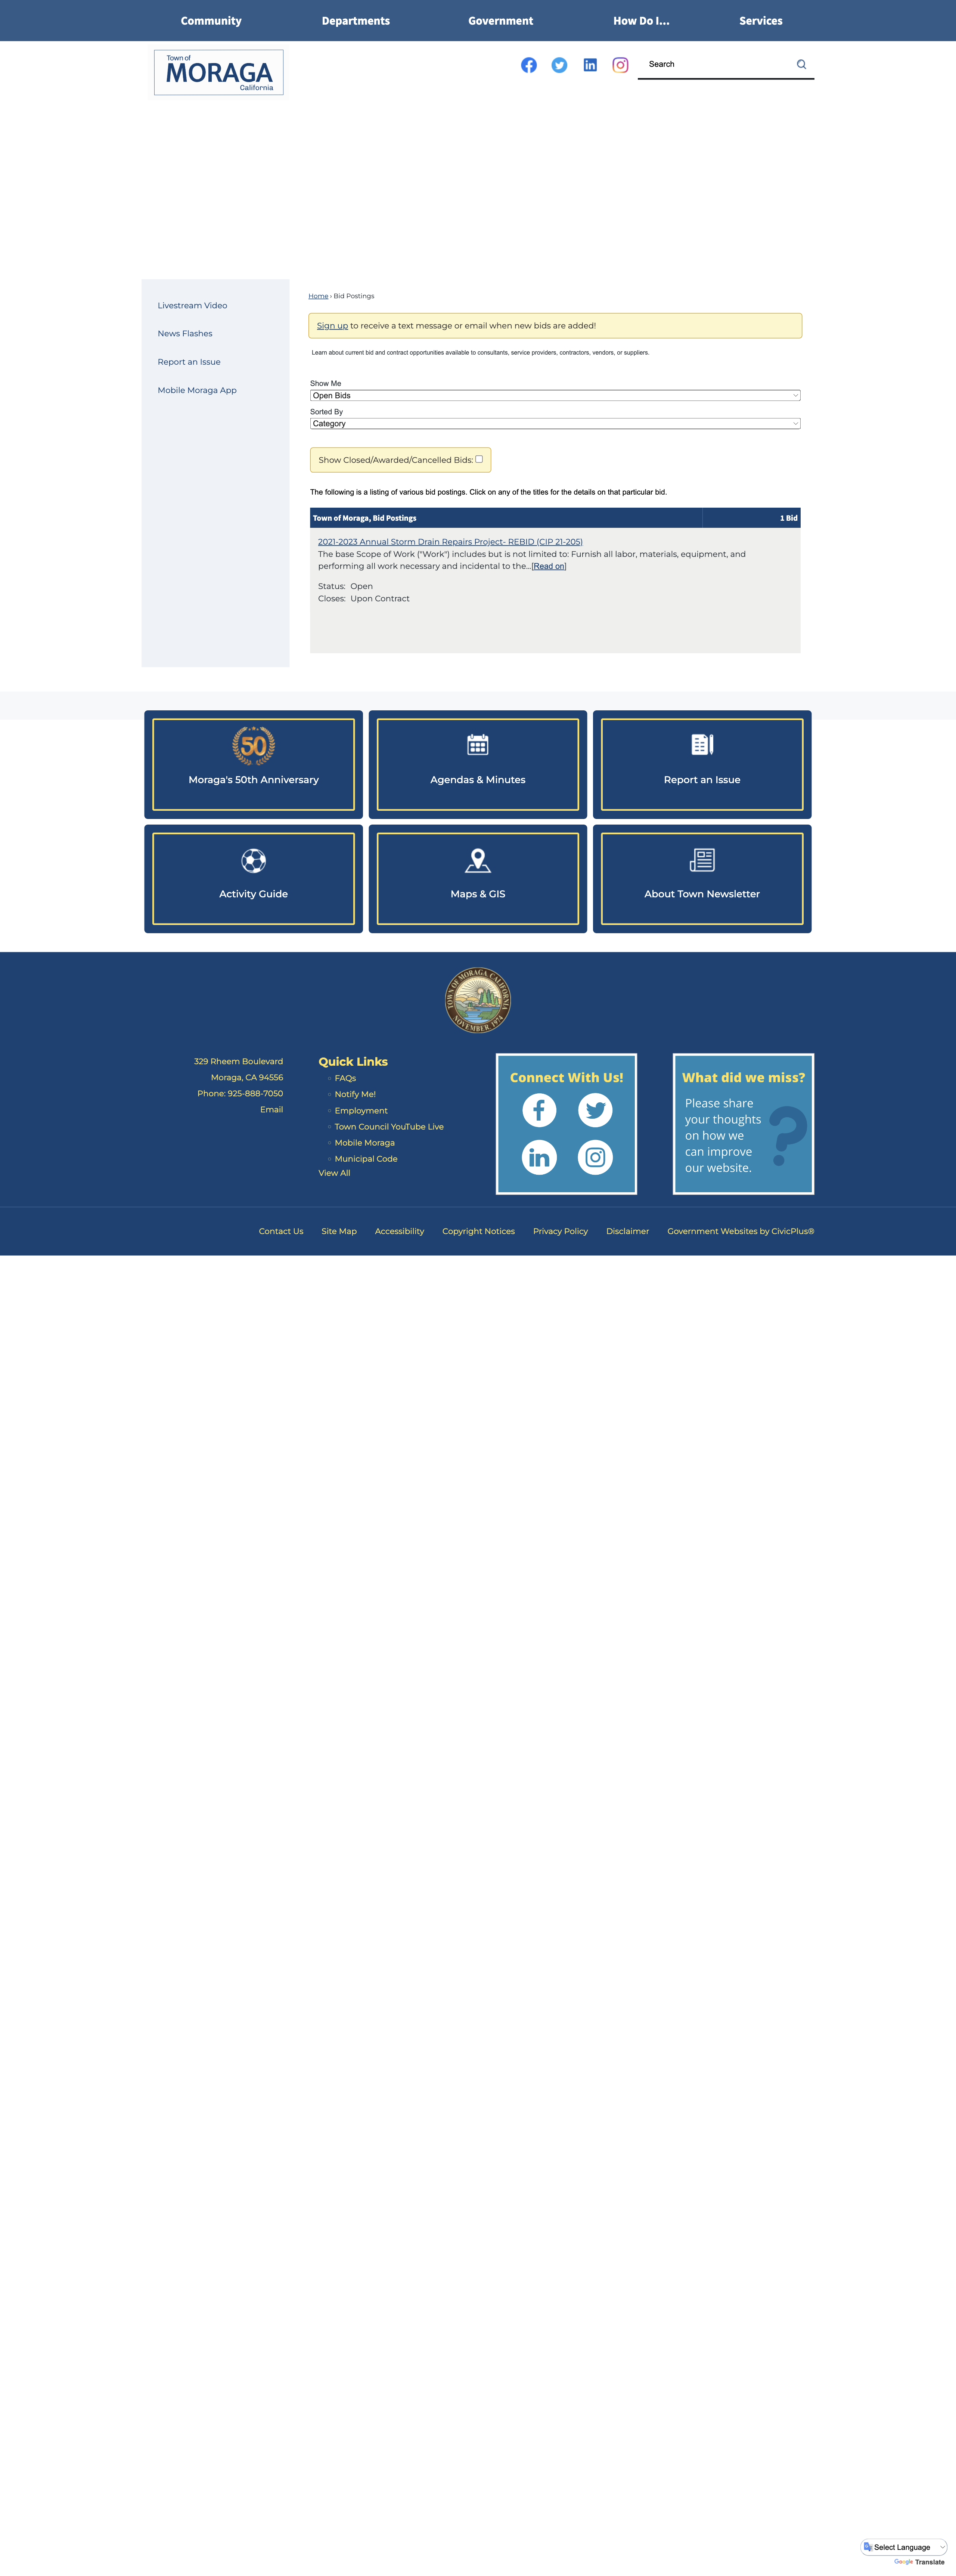 Community Departments Government How Do I... Services
Town of
MORAGA
California
Search
Livestream Video
News Flashes
Report an Issue
Mobile Moraga App
Home › Bid Postings
Sign up to receive a text message or email when new bids are added!
Learn about current bid and contract opportunities available to consultants, service providers, contractors, vendors, or suppliers.
Show Me
Open Bids
Sorted By
Category
Show Closed/Awarded/Cancelled Bids:
The following is a listing of various bid postings. Click on any of the titles for the details on that particular bid.
Town of Moraga, Bid Postings 1 Bid
2021-2023 Annual Storm Drain Repairs Project- REBID (CIP 21-205)
The base Scope of Work ("Work") includes but is not limited to: Furnish all labor, materials, equipment, and
performing all work necessary and incidental to the...[Read on]
Status: Open
Closes: Upon Contract
50
Moraga's 50th Anniversary
Agendas & Minutes
Report an Issue
Activity Guide
Maps & GIS
About Town Newsletter
TOWN OF MORAGA CALIFORNIA
NOVEMBER 1974
329 Rheem Boulevard
Moraga, CA 94556
Phone: 925-888-7050
Email
Quick Links
FAQs
Notify Me!
Employment
Town Council YouTube Live
Mobile Moraga
Municipal Code
View All
Connect With Us!
What did we miss?
Please share
your thoughts
on how we
can improve
our website.
?
Contact Us Site Map Accessibility Copyright Notices Privacy Policy Disclaimer Government Websites by CivicPlus®
Select Language
Google Translate